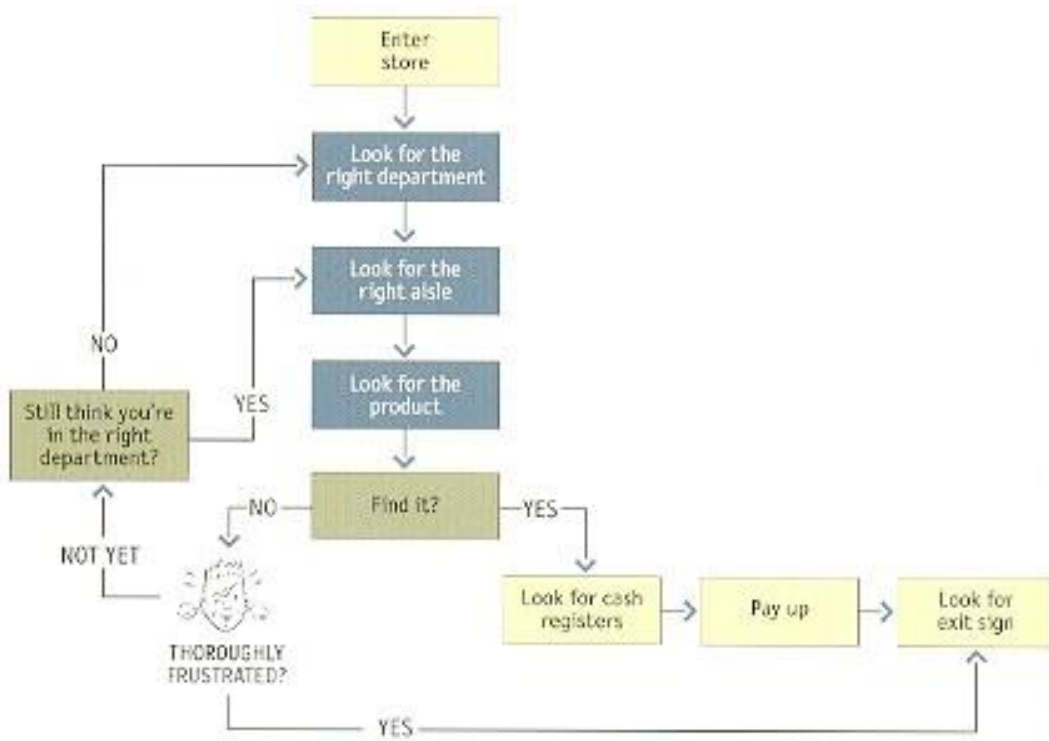 Enter
store
Look for the
right department
Look for the
right aisle
NO
Look for the
product
YES
Still think you're
in the right
department?
Find it?
NO
YES
NOT YET
Look for cash
registers
Pay up
Look for
exit sign
THOROUGHLY
FRUSTRATED?
YES